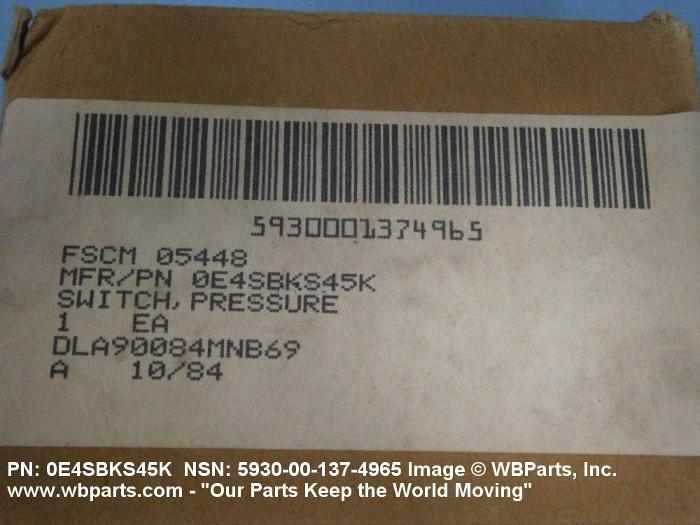 5930001374965
FSCM 05448
MFR/PN 0E4SBKS45K
SWITCH, PRESSURE
1 EA
DLA90084MNB69
A 10/84
PN: 0E4SBKS45K NSN: 5930-00-137-4965 Image © WBParts, Inc.
www.wbparts.com - "Our Parts Keep the World Moving"